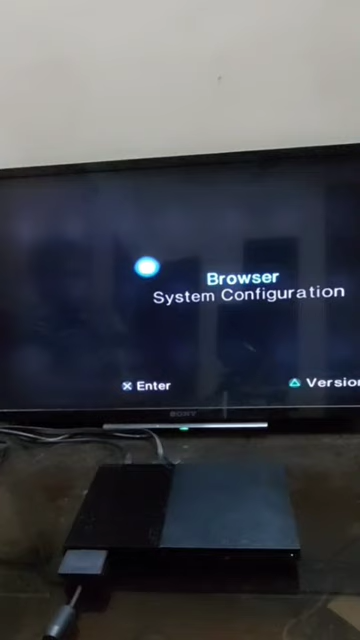 Browser
System Configuration
Enter
Version
SONY